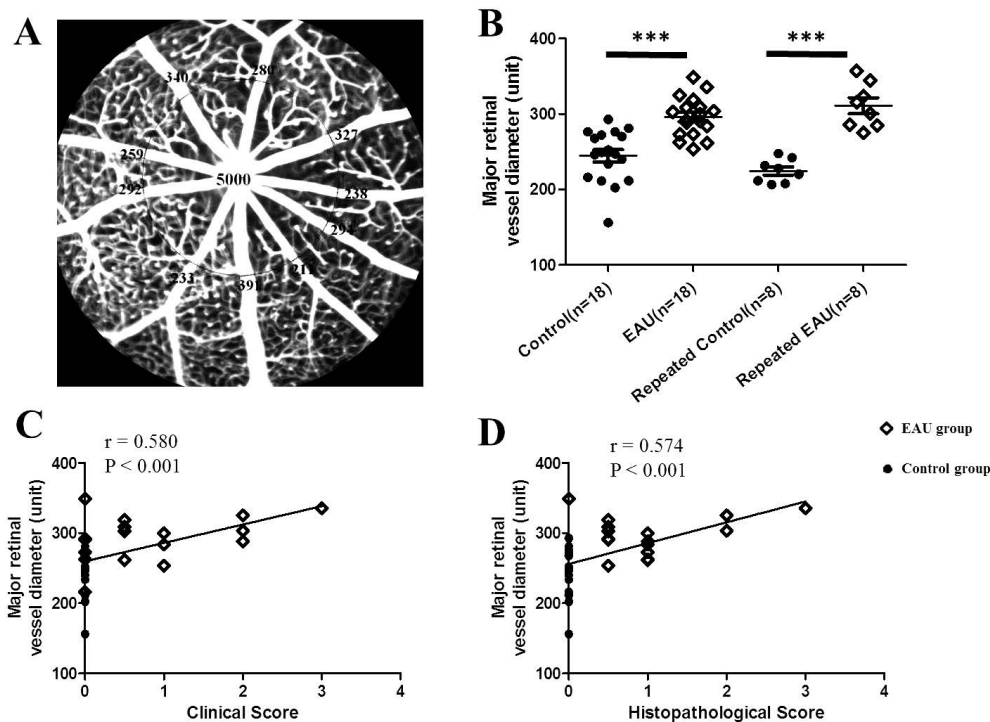 A
340
280
327
259
5000
292
238
294
233
391
B
***
***
400
300
200
100
Major retinal
vessel diameter (unit)
Control(n=18)
EAU(n=18)
Repeated Control(n=8)
Repeated EAU(n=8)
C
r = 0.580
P < 0.001
400
300
200
100
Major retinal
vessel diameter (unit)
0
1
2
3
4
Clinical Score
D
r = 0.574
P < 0.001
400
300
200
100
Major retinal
vessel diameter (unit)
0
1
2
3
4
Histopathological Score
EAU group
Control group